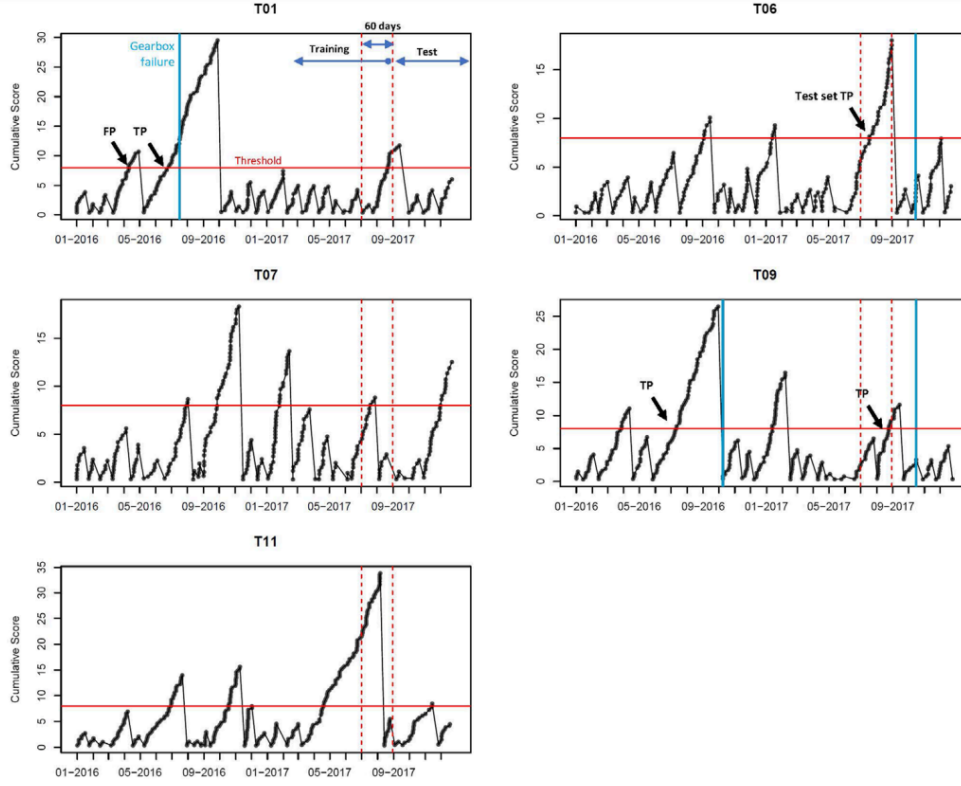 T01
Cumulative Score
30
25
20
15
10
5
0
Gearbox
failure
FP
TP
Threshold
60 days
Training
Test
01−2016
05−2016
09−2016
01−2017
05−2017
09−2017
T06
Cumulative Score
15
10
5
0
Test set TP
01−2016
05−2016
09−2016
01−2017
05−2017
09−2017
T07
Cumulative Score
15
10
5
0
01−2016
05−2016
09−2016
01−2017
05−2017
09−2017
T09
Cumulative Score
25
20
15
10
5
0
TP
TP
01−2016
05−2016
09−2016
01−2017
05−2017
09−2017
T11
Cumulative Score
35
30
25
20
15
10
5
0
01−2016
05−2016
09−2016
01−2017
05−2017
09−2017